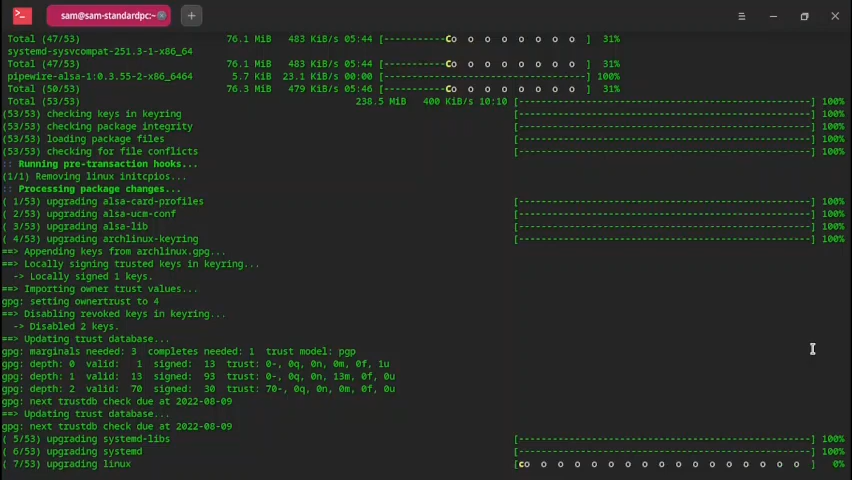 sam@sam-standardpc:~
Total (47/53) 76.1 MiB 483 KiB/s 05:44 [-----------Co o o o o o o o ] 31%
systemd-sysvcompat-251.3-1-x86_64
Total (47/53) 76.1 MiB 483 KiB/s 05:44 [-----------Co o o o o o o o ] 31%
pipewire-alsa-1:0.3.55-2-x86_6464 5.7 KiB 23.1 KiB/s 00:00 [------------------------------------] 100%
Total (50/53) 76.3 MiB 479 KiB/s 05:46 [-----------Co o o o o o o o ] 31%
Total (53/53) 238.5 MiB 400 KiB/s 10:10 [----------------------------------------------------] 100%
(53/53) checking keys in keyring [----------------------------------------------------] 100%
(53/53) checking package integrity [----------------------------------------------------] 100%
(53/53) loading package files [----------------------------------------------------] 100%
(53/53) checking for file conflicts [----------------------------------------------------] 100%
:: Running pre-transaction hooks...
(1/1) Removing linux initcpios...
:: Processing package changes...
( 1/53) upgrading alsa-card-profiles [----------------------------------------------------] 100%
( 2/53) upgrading alsa-ucm-conf [----------------------------------------------------] 100%
( 3/53) upgrading alsa-lib [----------------------------------------------------] 100%
( 4/53) upgrading archlinux-keyring [----------------------------------------------------] 100%
==> Appending keys from archlinux.gpg...
==> Locally signing trusted keys in keyring...
-> Locally signed 1 keys.
==> Importing owner trust values...
gpg: setting ownertrust to 4
==> Disabling revoked keys in keyring...
-> Disabled 2 keys.
==> Updating trust database...
gpg: marginals needed: 3 completes needed: 1 trust model: pgp
gpg: depth: 0 valid: 1 signed: 13 trust: 0-, 0q, 0n, 0m, 0f, 1u
gpg: depth: 1 valid: 13 signed: 93 trust: 0-, 0q, 0n, 13m, 0f, 0u
gpg: depth: 2 valid: 70 signed: 30 trust: 70-, 0q, 0n, 0m, 0f, 0u
gpg: next trustdb check due at 2022-08-09
==> Updating trust database...
gpg: next trustdb check due at 2022-08-09
( 5/53) upgrading systemd-libs [----------------------------------------------------] 100%
( 6/53) upgrading systemd [----------------------------------------------------] 100%
( 7/53) upgrading linux [co o o o o o o o o o o o o o o o o ] 0%